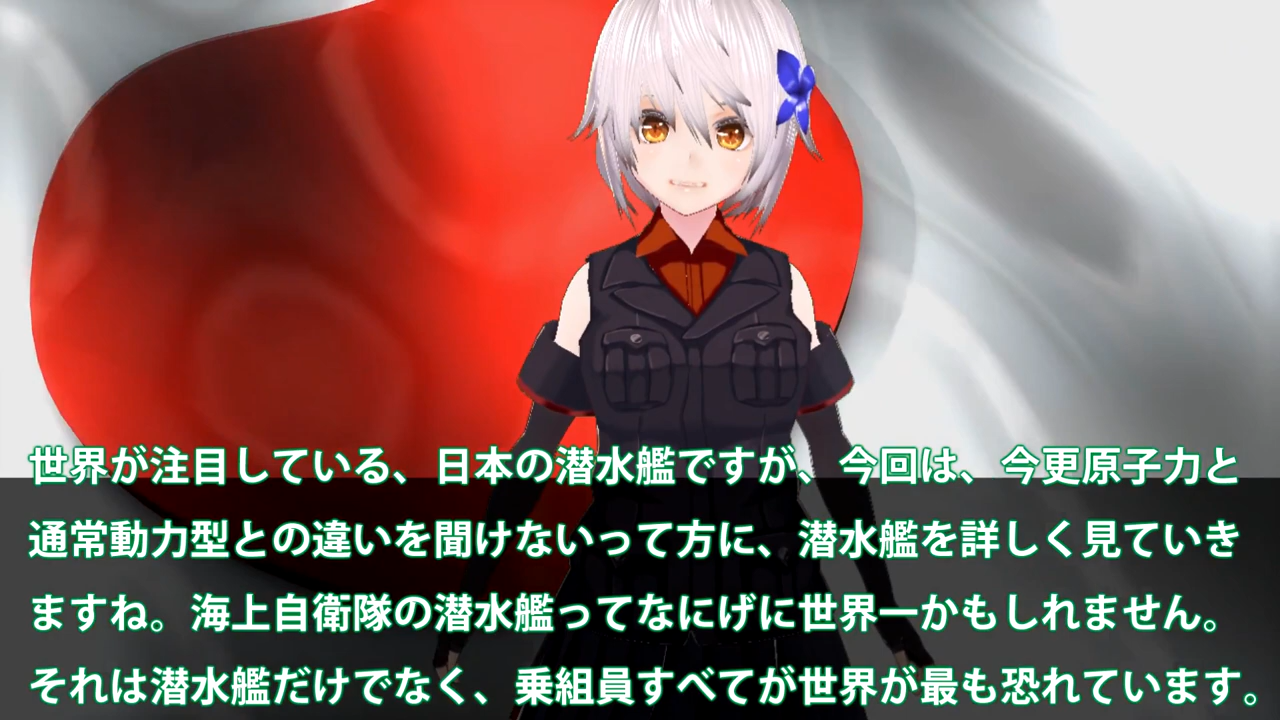 世界が注目している、日本の潜水艦ですが、今回は、今更原子力と
通常動力型との違いを聞けないって方に、潜水艦を詳しく見ていき
ますね。海上自衛隊の潜水艦ってなにげに世界一かもしれません。
それは潜水艦だけでなく、乗組員すべてが世界が最も恐れています。